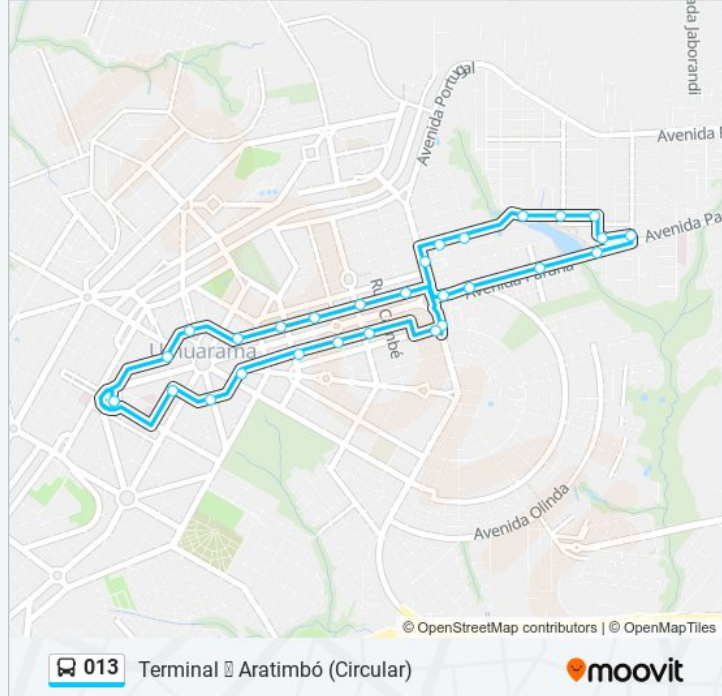 ada Jaborandi
Avenida Portugal
Avenida P
Avenida Pa
Avenida Paraná
Rua Cambé
Umuarama
Avenida Olinda
© OpenStreetMap contributors | © OpenMapTiles
013
Terminal ▯ Aratimbó (Circular)
moovit